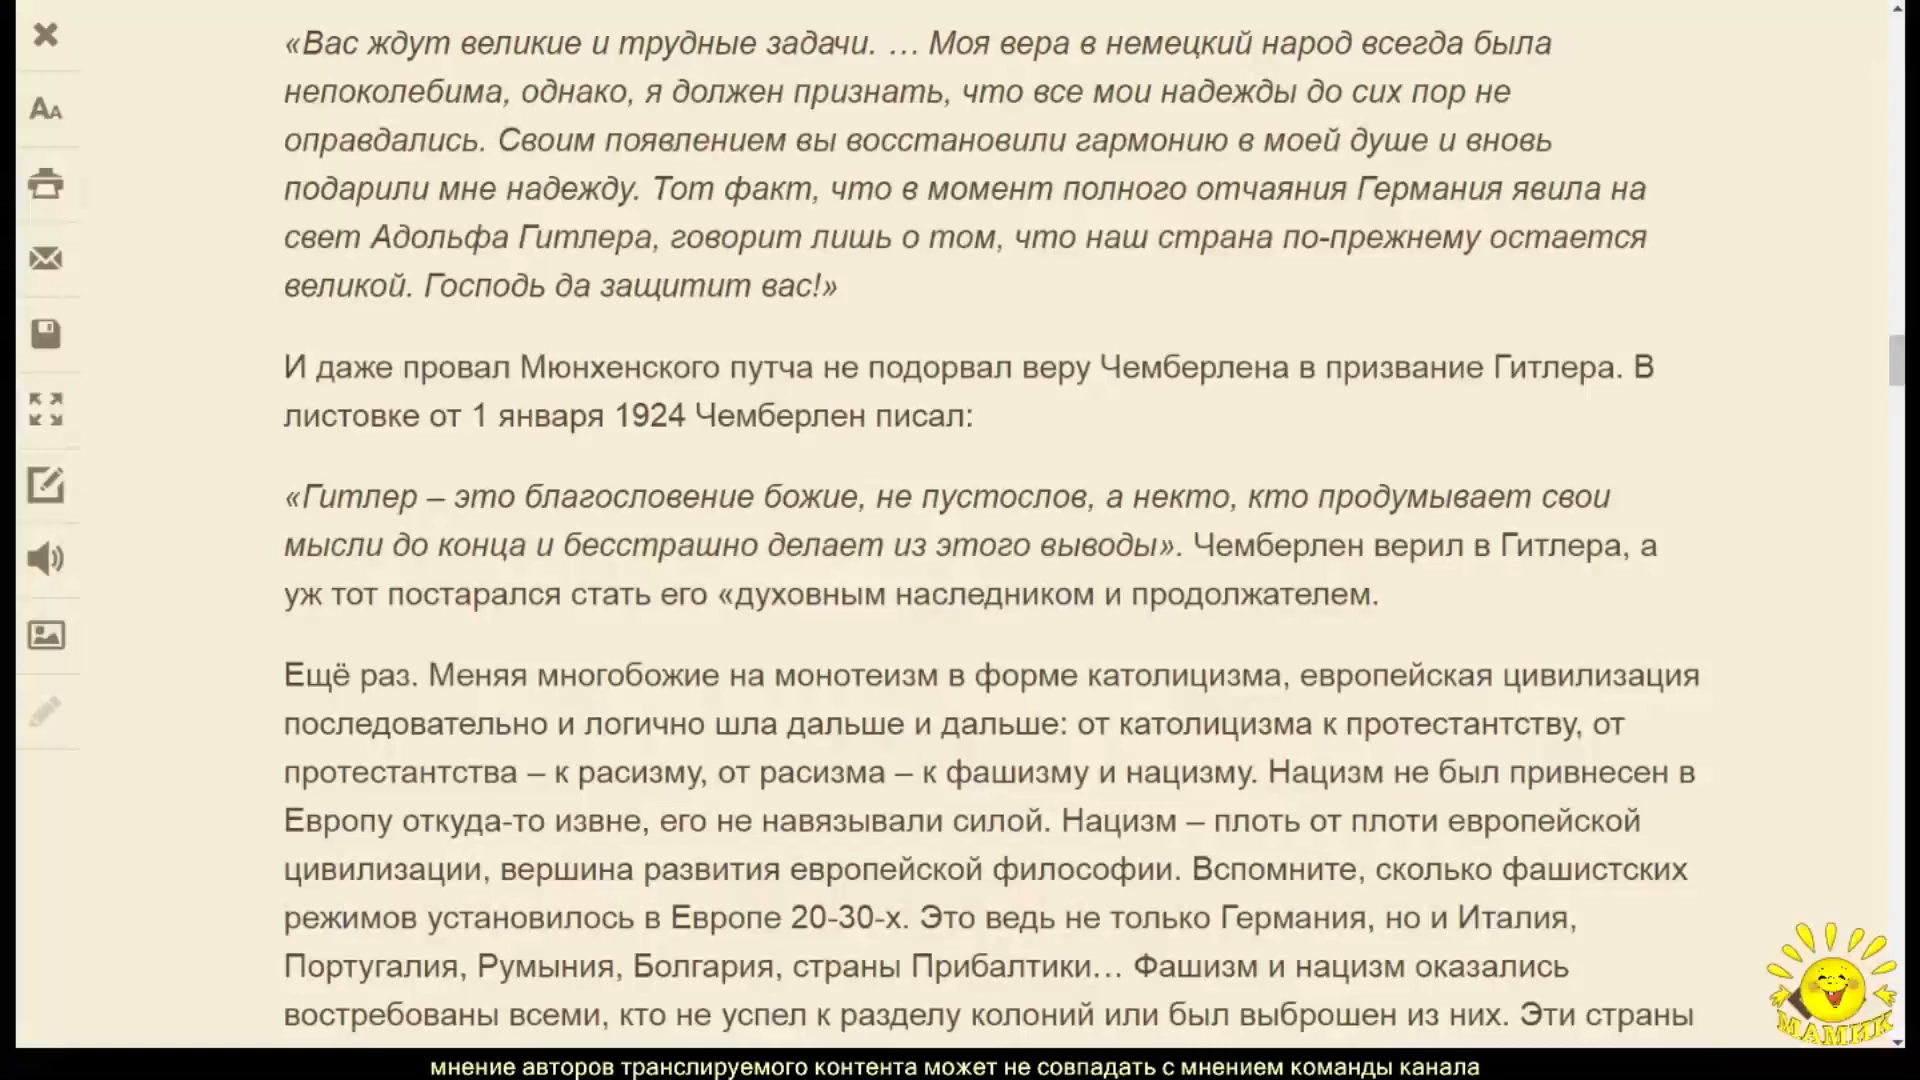 «Вас ждут великие и трудные задачи. … Моя вера в немецкий народ всегда была
непоколебима, однако, я должен признать, что все мои надежды до сих пор не
оправдались. Своим появлением вы восстановили гармонию в моей душе и вновь
подарили мне надежду. Тот факт, что в момент полного отчаяния Германия явила на
свет Адольфа Гитлера, говорит лишь о том, что наш страна по-прежнему остается
великой. Господь да защитит вас!»
И даже провал Мюнхенского путча не подорвал веру Чемберлена в призвание Гитлера. В
листовке от 1 января 1924 Чемберлен писал:
«Гитлер – это благословение божие, не пустослов, а некто, кто продумывает свои
мысли до конца и бесстрашно делает из этого выводы». Чемберлен верил в Гитлера, а
уж тот постарался стать его «духовным наследником и продолжателем.
Ещё раз. Меняя многобожие на монотеизм в форме католицизма, европейская цивилизация
последовательно и логично шла дальше и дальше: от католицизма к протестантству, от
протестантства – к расизму, от расизма – к фашизму и нацизму. Нацизм не был привнесен в
Европу откуда-то извне, его не навязывали силой. Нацизм – плоть от плоти европейской
цивилизации, вершина развития европейской философии. Вспомните, сколько фашистских
режимов установилось в Европе 20-30-х. Это ведь не только Германия, но и Италия,
Португалия, Румыния, Болгария, страны Прибалтики… Фашизм и нацизм оказались
востребованы всеми, кто не успел к разделу колоний или был выброшен из них. Эти страны
МАМИК
мнение авторов транслируемого контента может не совпадать с мнением команды канала